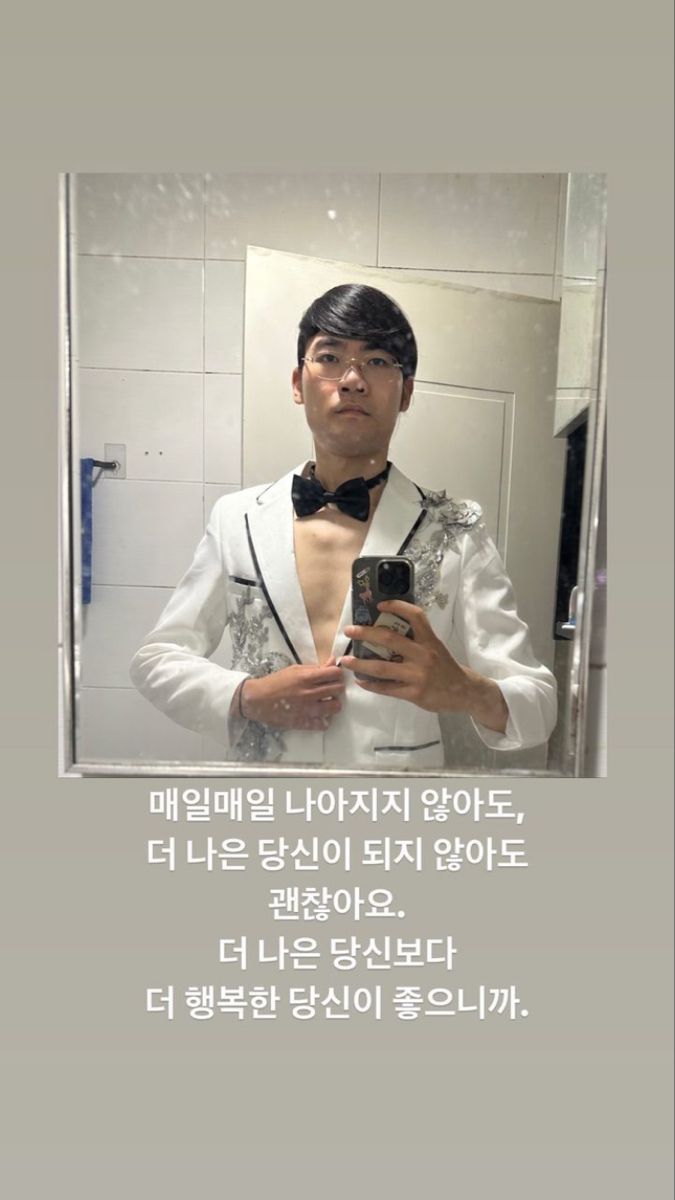 매일매일 나아지지 않아도,
더 나은 당신이 되지 않아도
괜찮아요.
더 나은 당신보다
더 행복한 당신이 좋으니까.